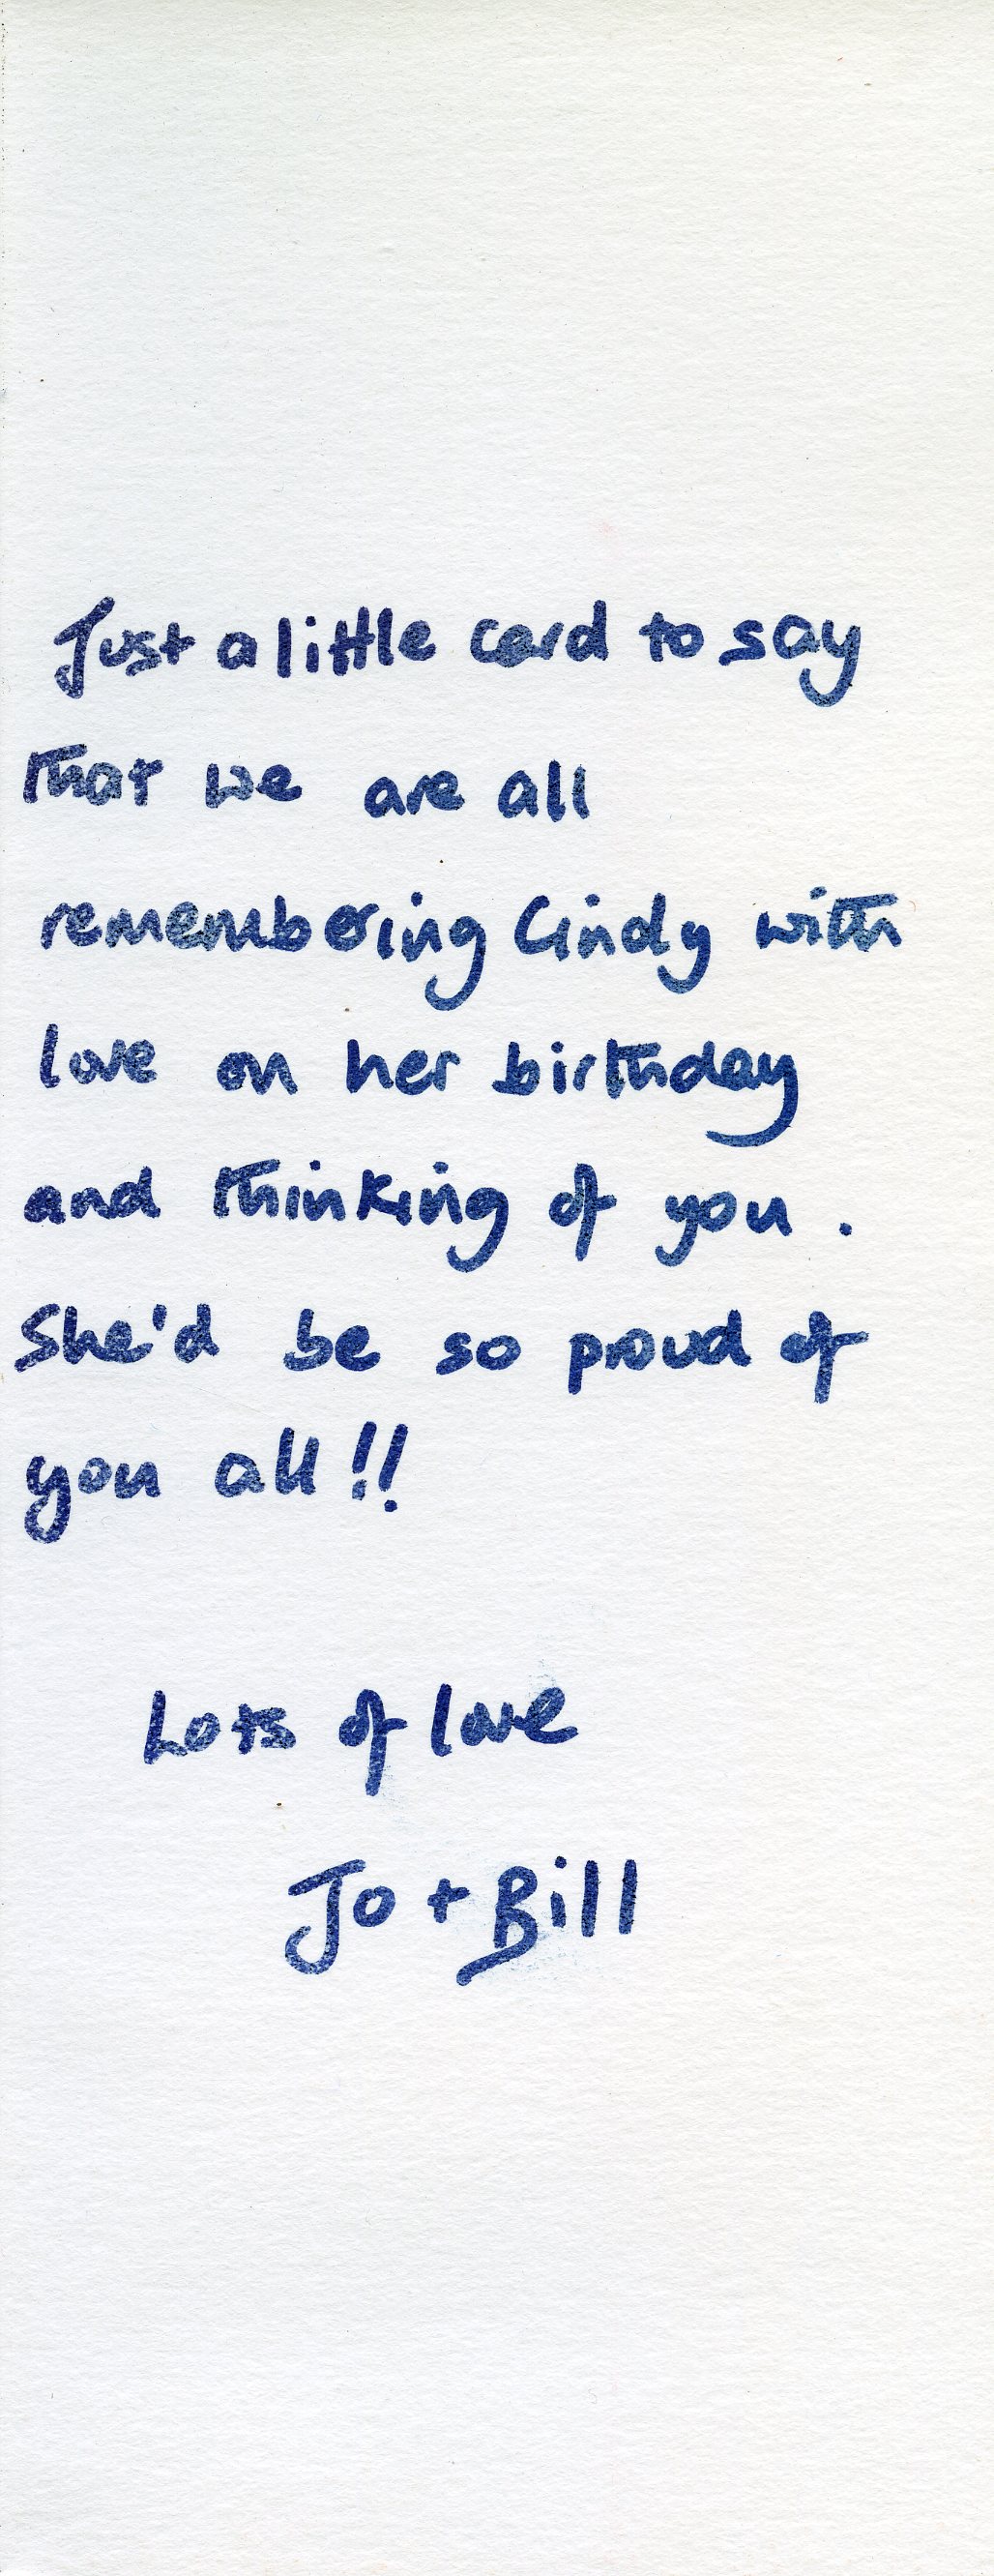 Just a little card to say
that we are all
remembering Cindy with
love on her birthday
and thinking of you.
She'd be so proud of
you all!!
Lots of love
Jo + Bill